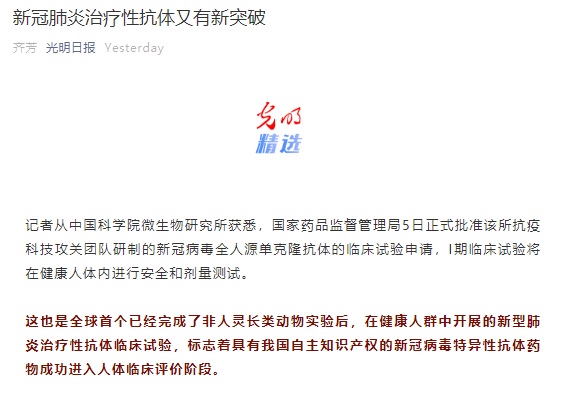 新冠肺炎治疗性抗体又有新突破
齐芳 光明日报 Yesterday
光明
精选
记者从中国科学院微生物研究所获悉，国家药品监督管理局5日正式批准该所抗疫
科技攻关团队研制的新冠病毒全人源单克隆抗体的临床试验申请，I期临床试验将
在健康人体内进行安全和剂量测试。
这也是全球首个已经完成了非人灵长类动物实验后，在健康人群中开展的新型肺
炎治疗性抗体临床试验，标志着具有我国自主知识产权的新冠病毒特异性抗体药
物成功进入人体临床评价阶段。